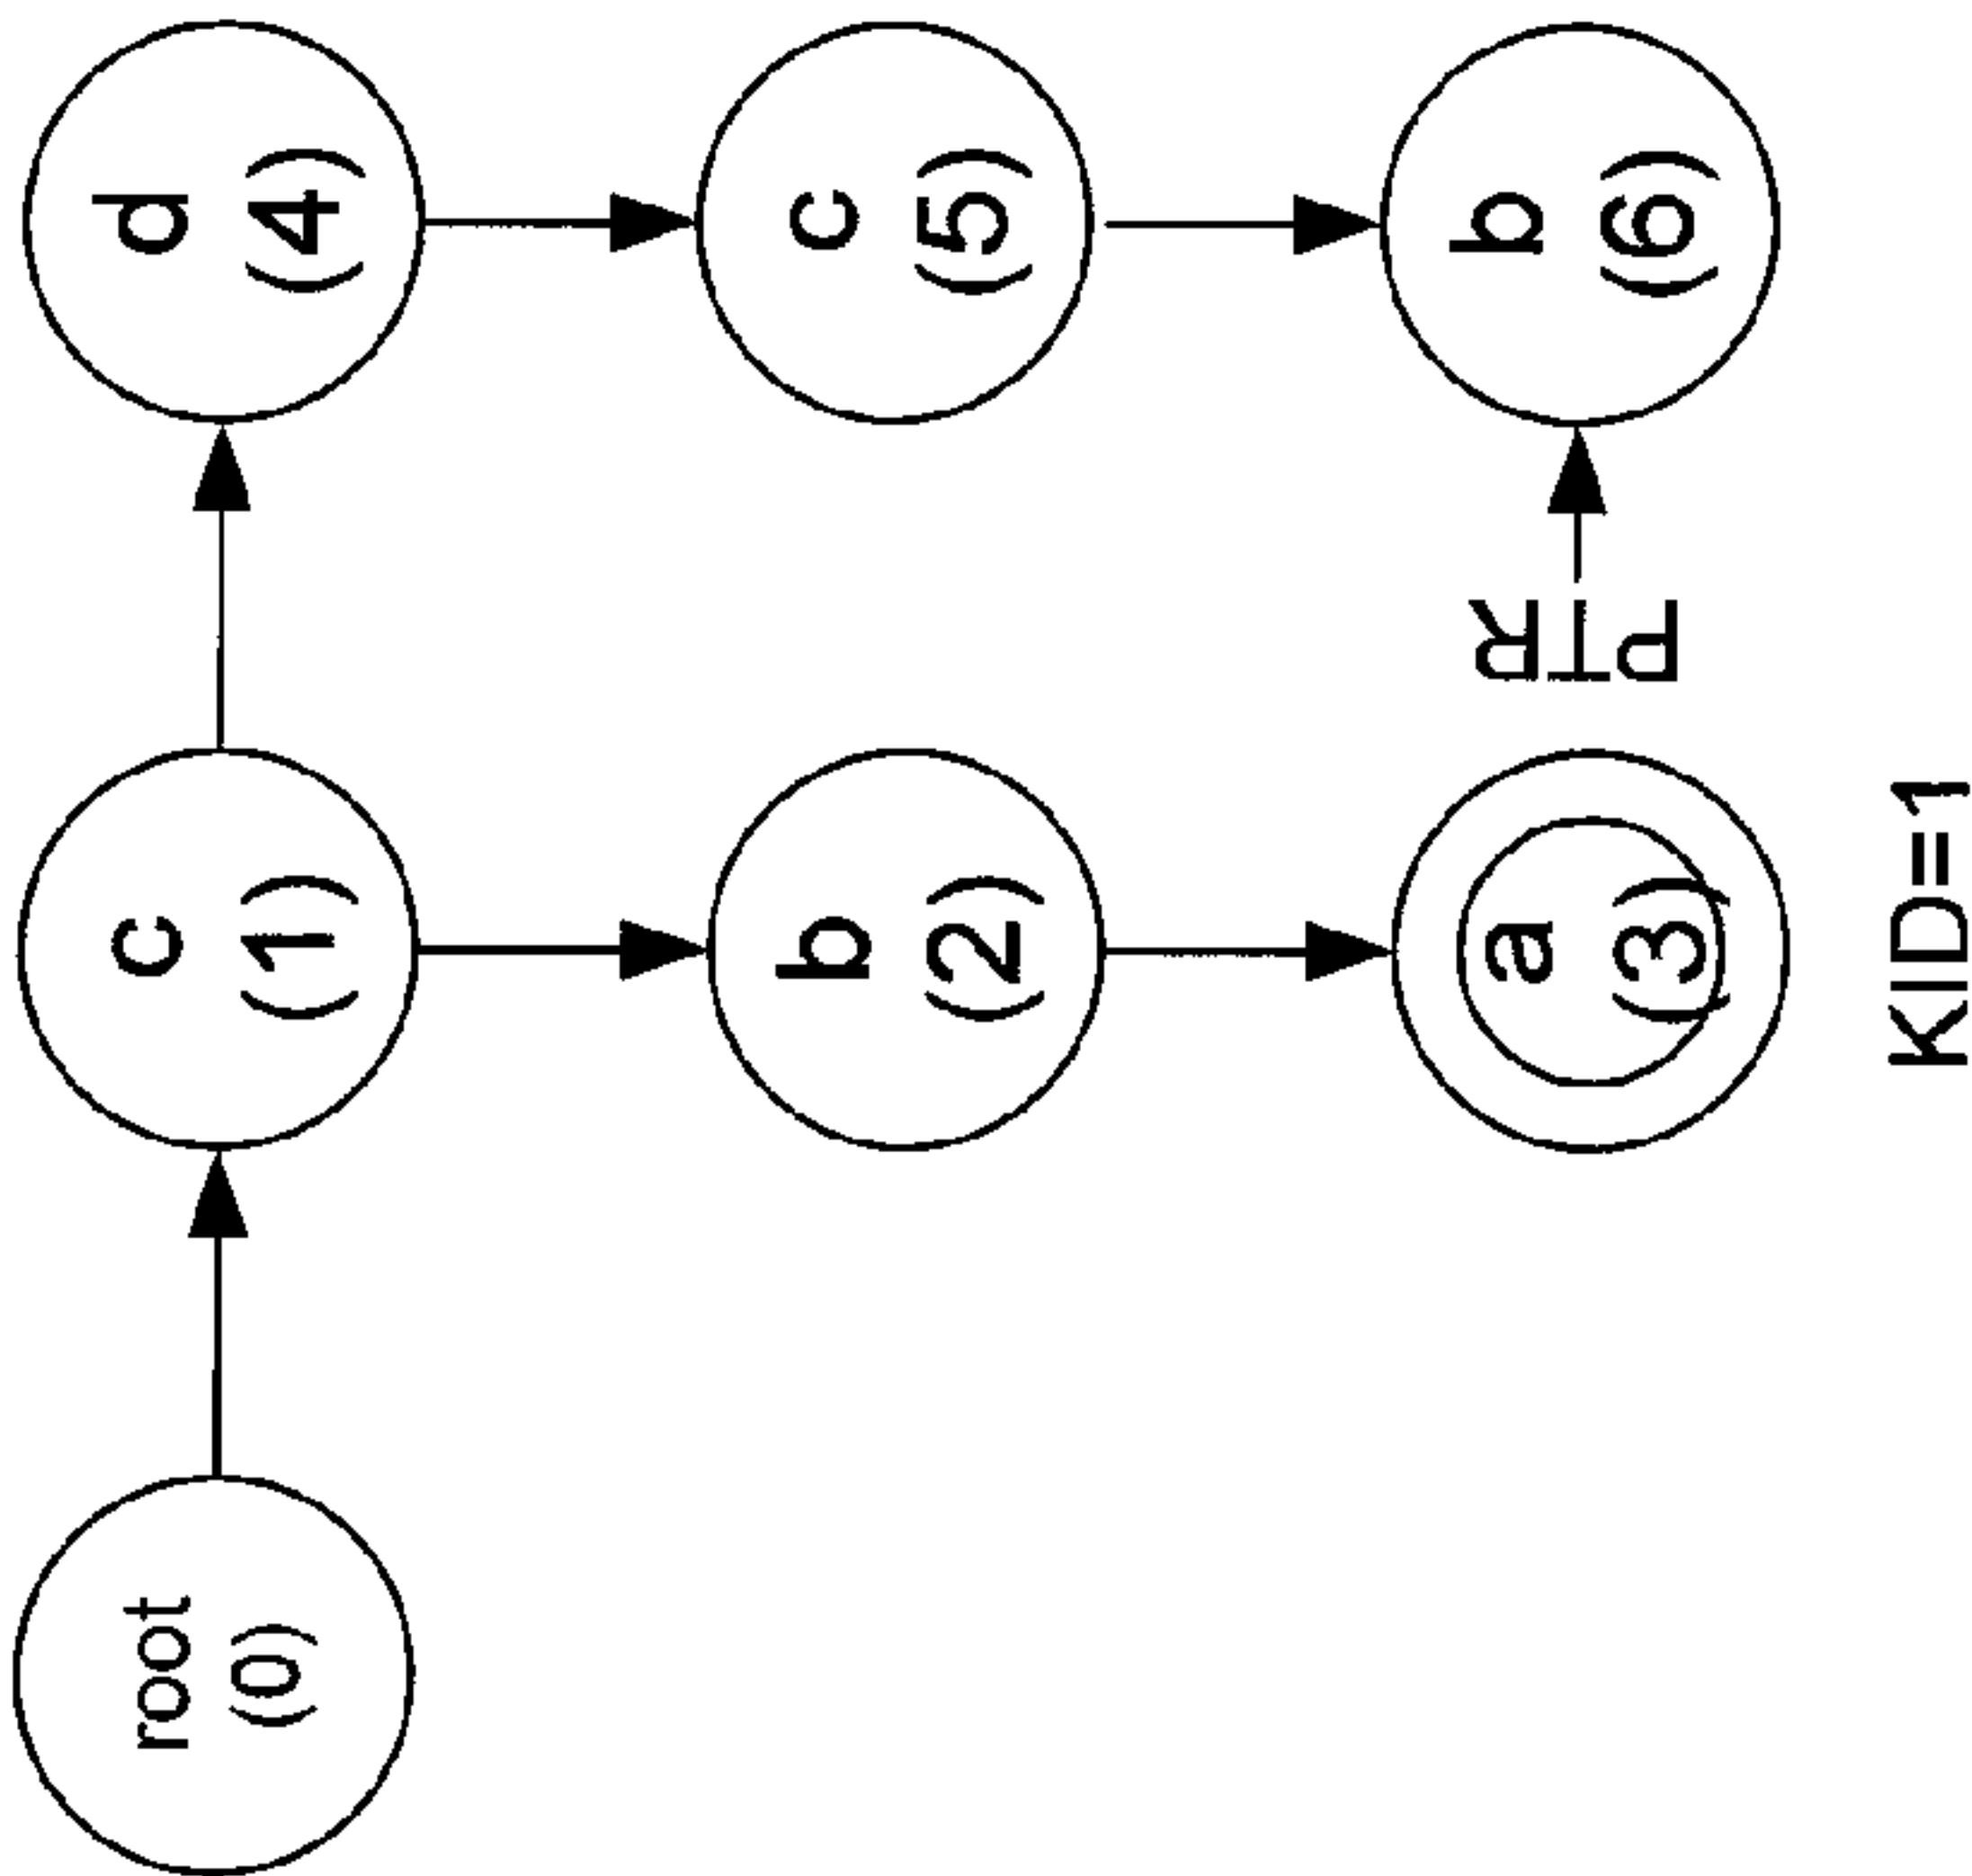 root
(0)
c
(1)
d
(4)
b
(2)
c
(5)
a
(3)
PTR
b
(6)
KID=1